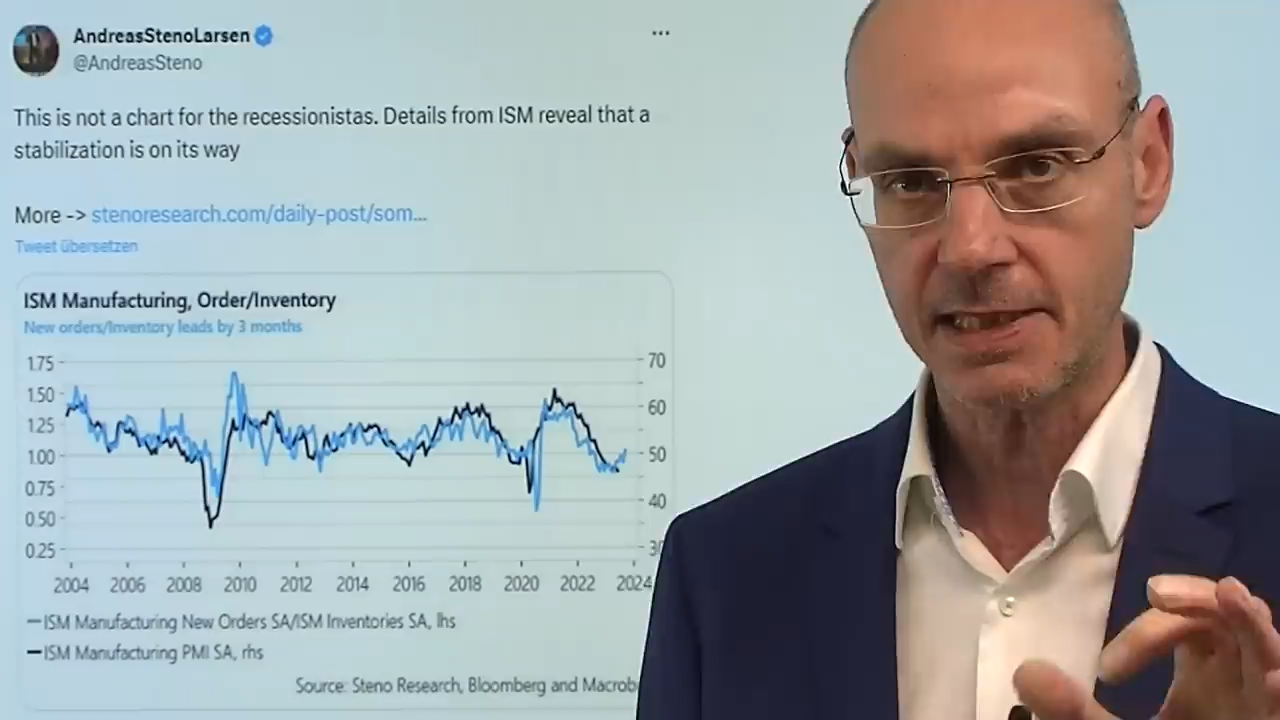 AndreasStenoLarsen
@AndreasSteno
This is not a chart for the recessionistas. Details from ISM reveal that a
stabilization is on its way
More -> stenoresearch.com/daily-post/som...
Tweet übersetzen
ISM Manufacturing, Order/Inventory
New orders/Inventory leads by 3 months
1.75
1.50
1.25
1.00
0.75
0.50
0.25
70
60
50
40
30
2004 2006 2008 2010 2012 2014 2016 2018 2020 2022 2024
ISM Manufacturing New Orders SA/ISM Inventories SA, lhs
ISM Manufacturing PMI SA, rhs
Source: Steno Research, Bloomberg and Macrob